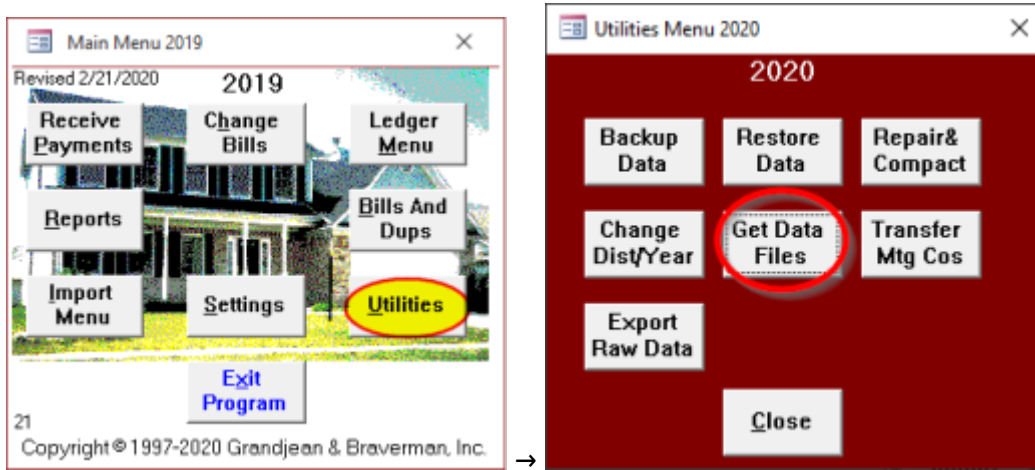 Main Menu 2019
Revised 2/21/2020
2019
Receive
Payments
Change
Bills
Ledger
Menu
Reports
Bills And
Dups
Import
Menu
Settings
Utilities
Exit
Program
21
Copyright © 1997-2020 Grandjean & Braverman, Inc.
→
Utilities Menu 2020
2020
Backup
Data
Restore
Data
Repair&
Compact
Change
Dist/Year
Get Data
Files
Transfer
Mtg Cos
Export
Raw Data
Close